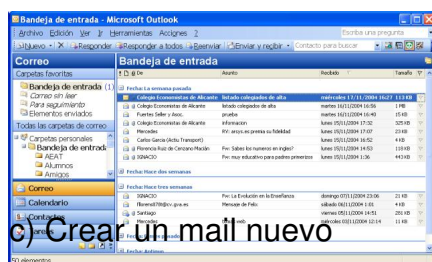 Bandeja de entrada - Microsoft Outlook
Archivo Edición Ver Ir Herramientas Acciones ?
Escriba una pregunta
Nuevo Responder Responder a todos Reenviar Enviar y recibir Contacto para buscar
Correo
Bandeja de entrada
Carpetas favoritas
Bandeja de entrada (1)
Correo sin leer
Para seguimiento
Elementos enviados
Todas las carpetas de correo
Carpetas personales
Bandeja de entrad
AEAT
Alumnos
Amigos
Correo
Calendario
Contactos
De Asunto Recibido Tamaño
Fecha: La semana pasada
Colegio Economistas de Alicante listado colegiados de alta miércoles 17/11/2004 16:27 113 KB
Colegio Economistas de Alicante listado colegiados de alta martes 16/11/2004 16:56 1 MB
Fuertes Seller y Asoc. prueba martes 16/11/2004 16:40 15 KB
Colegio Economistas de Alicante informacion lunes 15/11/2004 17:32 325 KB
Mercedes RV: arsys.es premia su fidelidad lunes 15/11/2004 17:07 23 KB
Carlos Garcia (Actiu Transport) lunes 15/11/2004 16:52 4 KB
Florencia Ruiz de Cenzano Macián Fw: Sabes los numeros en ingles? lunes 15/11/2004 14:53 110 KB
IGNACIO Fw: muy educativo para padres primerizos lunes 15/11/2004 1:36 443 KB
Fecha: Hace dos semanas
Fecha: Hace tres semanas
IGNACIO Fw: La Evolución en la Enseñanza. domingo 07/11/2004 23:06 21 KB
Mensaje de Felix sábado 06/11/2004 1:01 4 KB
Santiago viernes 05/11/2004 14:51 281 KB
Mercedes web miércoles 03/11/2004 12:14 11 KB
c) Crear un mail nuevo
50 elementos